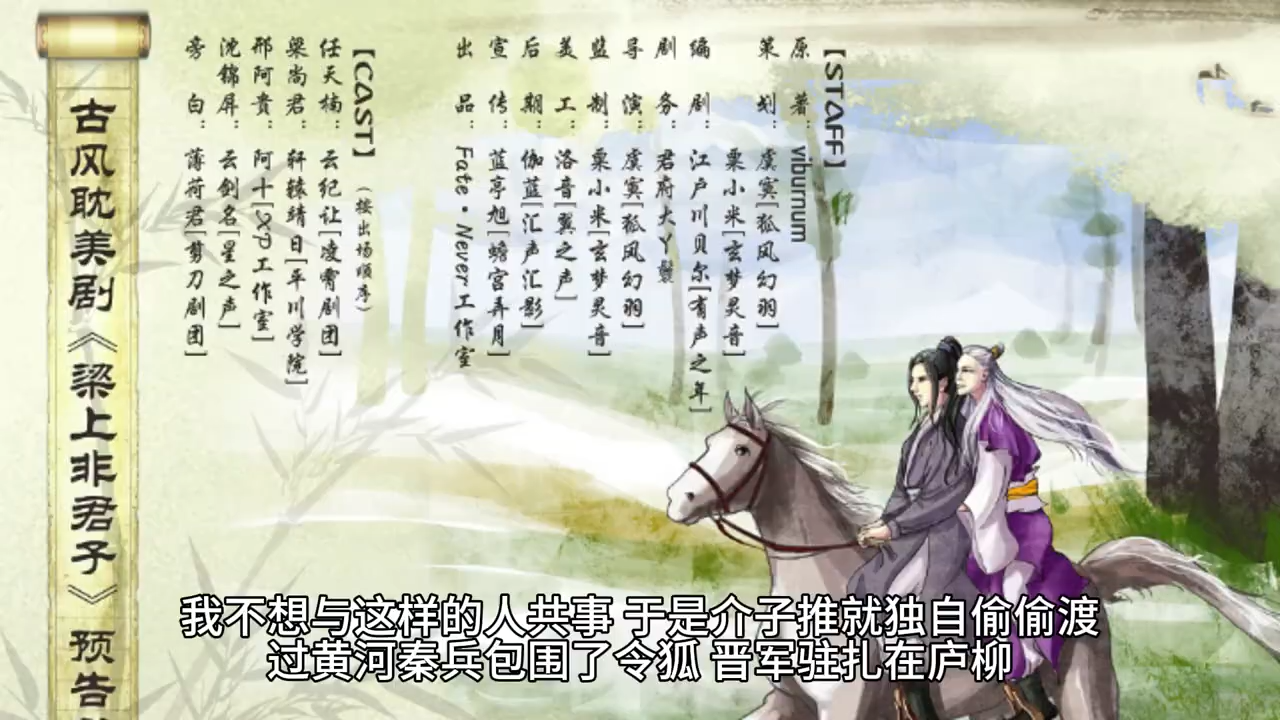 【STAFF】
原著：viburnum
策划：虞寞[狐风幻羽]
粟小米[玄梦灵音]
编剧：江户川贝尔[有声之年]
剧务：君府大丫鬟
导演：虞寞[狐风幻羽]
监制：粟小米[玄梦灵音]
美工：洛音[翼之声]
后期：伽蓝[汇声汇影]
宣传：蓝亭旭[蟾宫弄月]
出品：Fate·Never工作室
【CAST】（按出场顺序）
任天楠：云纪让[凌霄剧团]
梁尚君：轩辕靖日[平川学院]
邢阿贵：阿十[XP工作室]
沈锦屏：云剑名[星之声]
旁白：薄荷君[剪刀剧团]
古风耽美剧《梁上非君子》预告
我不想与这样的人共事 于是介子推就独自偷偷渡
过黄河秦兵包围了令狐 晋军驻扎在庐柳